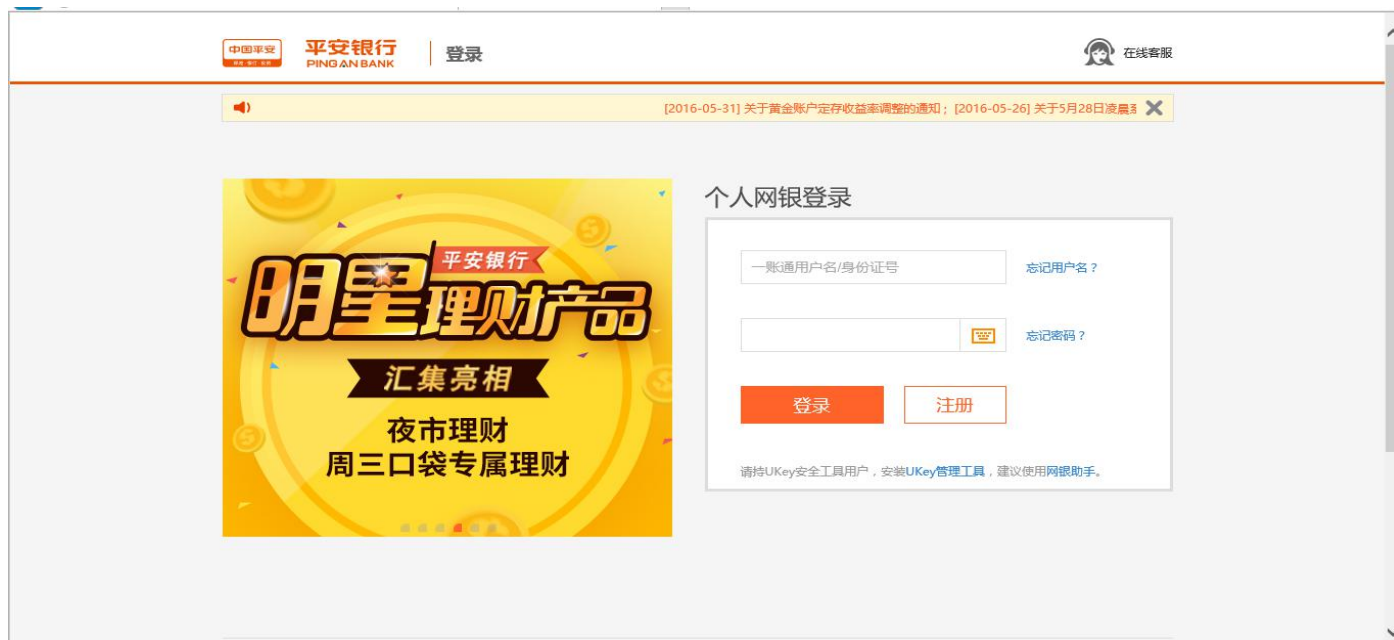 中国平安
平安银行
PING AN BANK
登录
在线客服
[2016-05-31] 关于黄金账户定存收益率调整的通知； [2016-05-26] 关于5月28日凌晨
平安银行
明星理财产品
汇集亮相
夜市理财
周三口袋专属理财
个人网银登录
一账通用户名/身份证号
忘记用户名？
忘记密码？
登录
注册
请持UKey安全工具用户，安装UKey管理工具，建议使用网银助手。